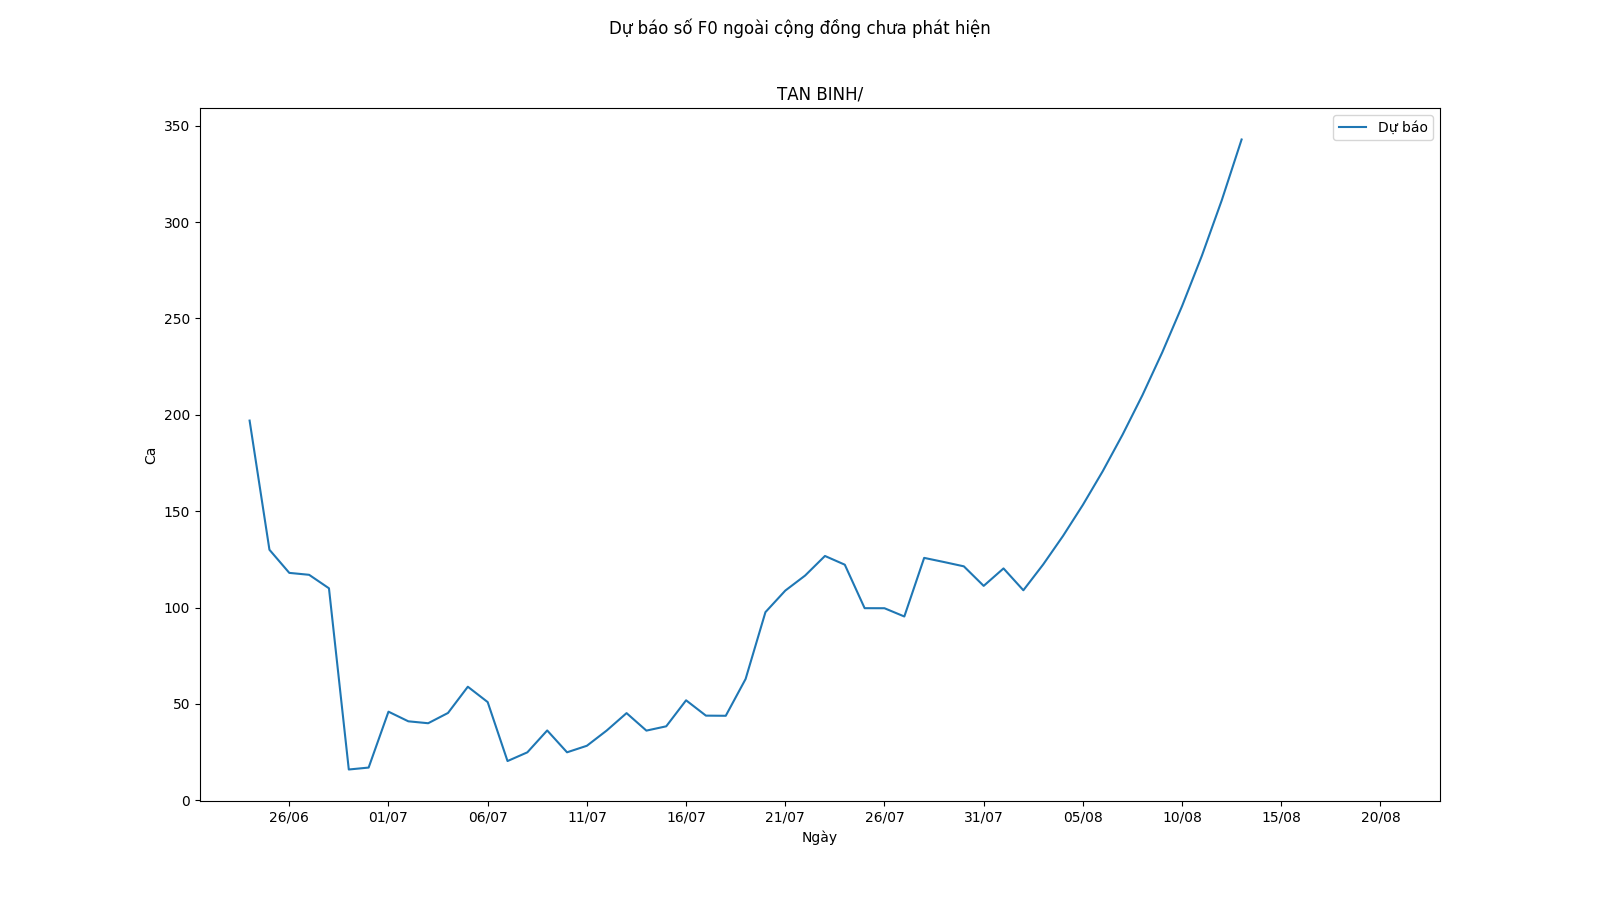 Dự báo số F0 ngoài cộng đồng chưa phát hiện
TAN BINH/
Dự báo
350
300
250
200
150
100
50
0
Ca
26/06 01/07 06/07 11/07 16/07 21/07 26/07 31/07 05/08 10/08 15/08 20/08
Ngày